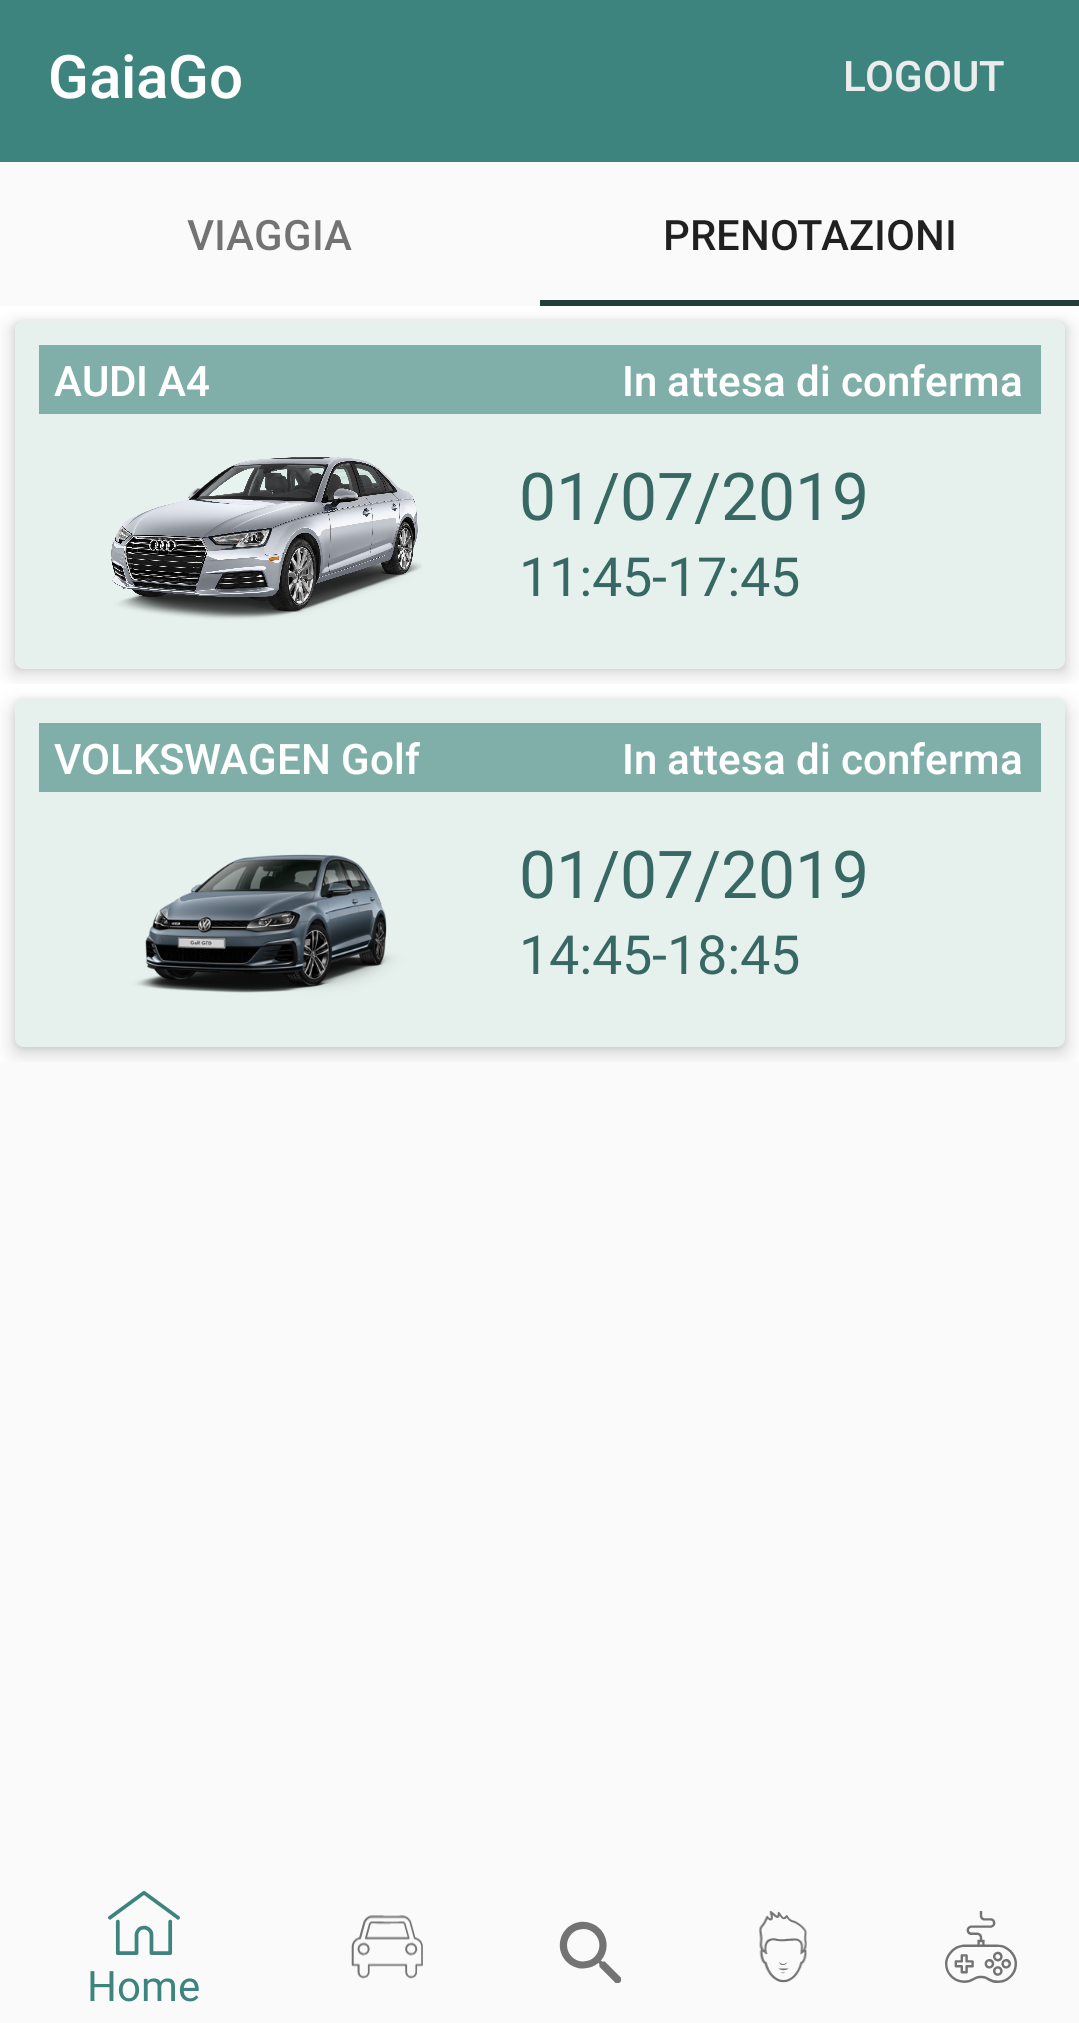 GaiaGo LOGOUT
VIAGGIA PRENOTAZIONI
AUDI A4 In attesa di conferma
01/07/2019
11:45-17:45
VOLKSWAGEN Golf In attesa di conferma
01/07/2019
14:45-18:45
Home